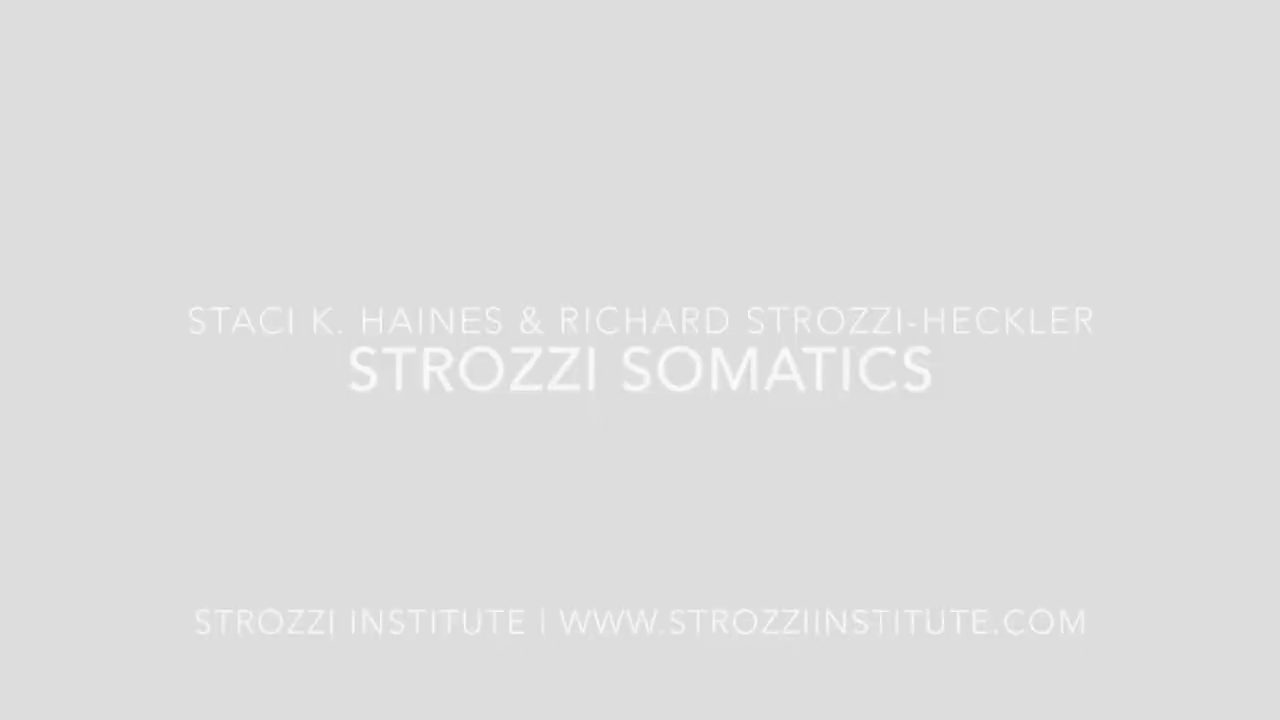 STACI K. HAINES & RICHARD STROZZI-HECKLER
STROZZI SOMATICS
STROZZI INSTITUTE | WWW.STROZZIINSTITUTE.COM